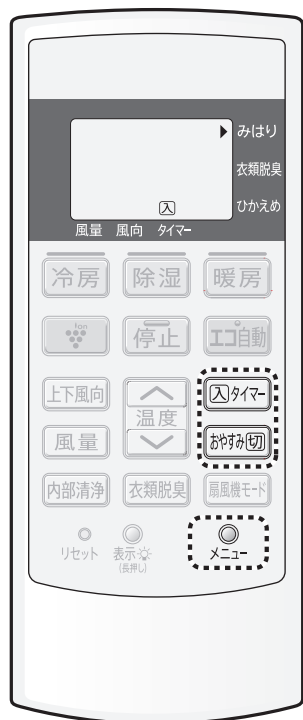 みはり
衣類脱臭
入
ひかえめ
風量 風向 タイマー
冷房 除湿 暖房
ion 停止 エコ自動
上下風向 温度 入タイマー
風量 おやすみ切
内部清浄 衣類脱臭 扇風機モード
リセット 表示 メニュー
(長押し)